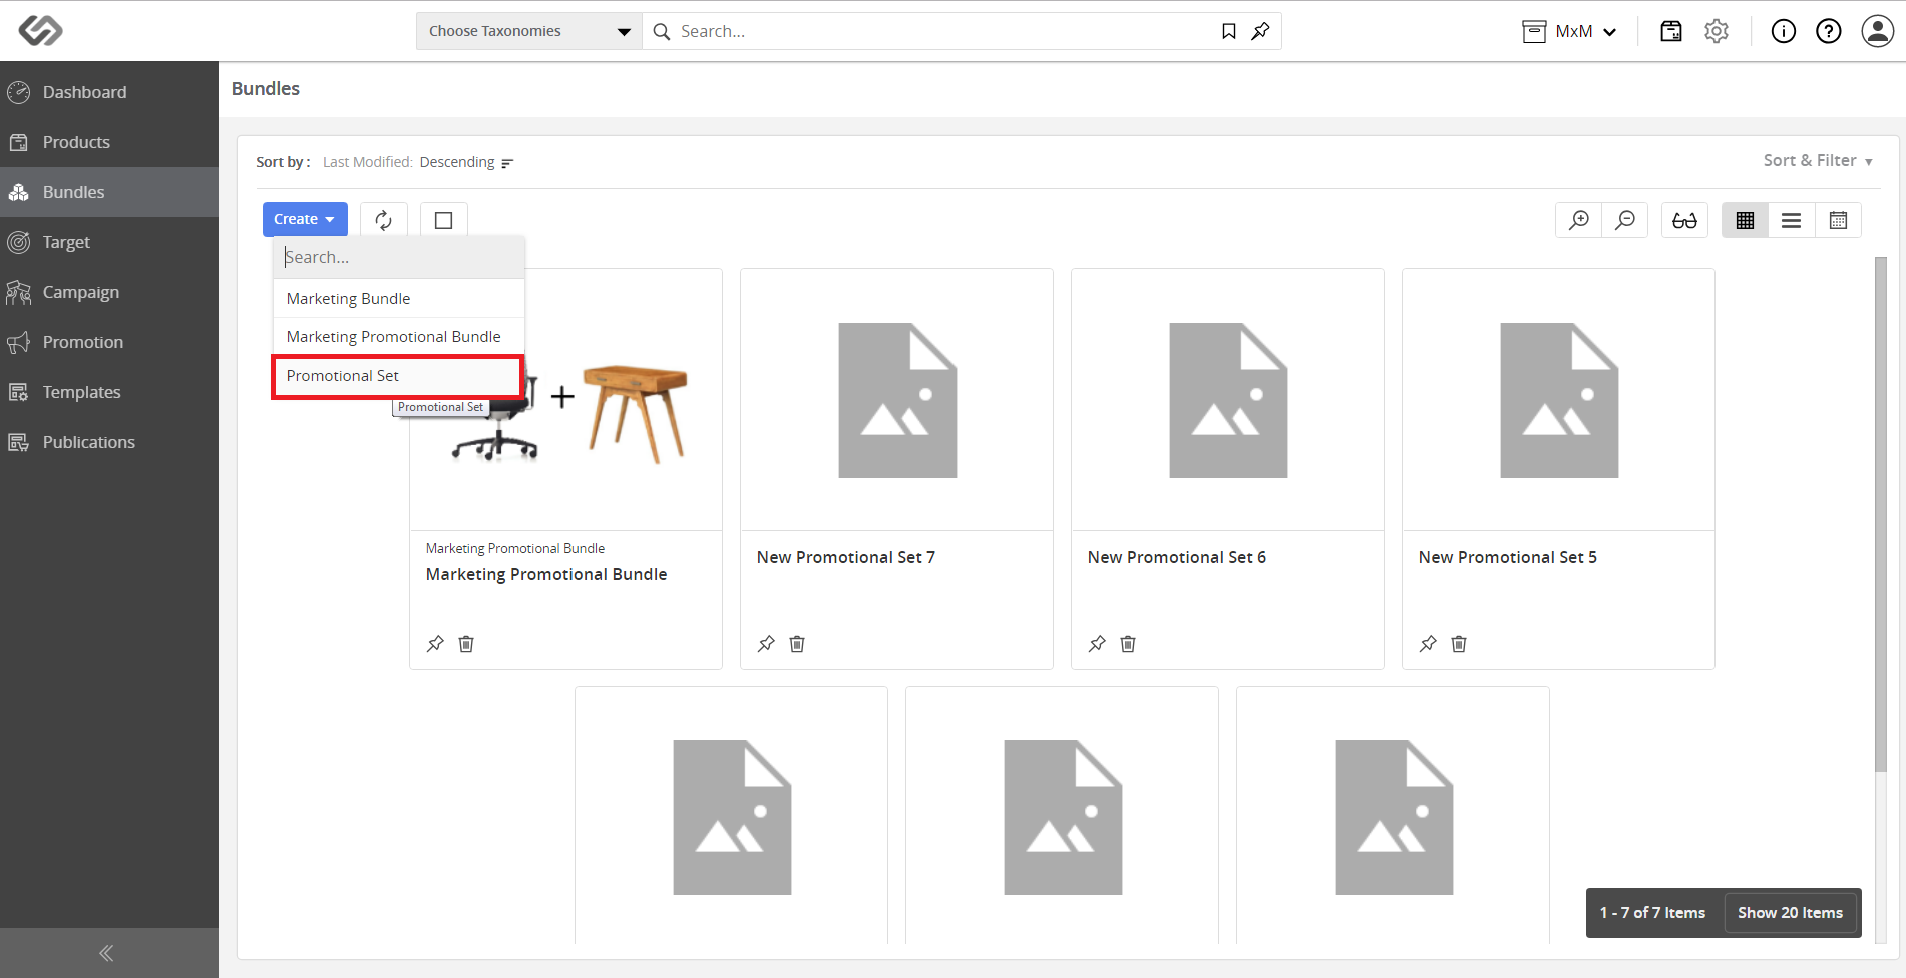 Choose Taxonomies
Search...
MxM
Dashboard
Products
Bundles
Target
Campaign
Promotion
Templates
Publications
Bundles
Sort by : Last Modified: Descending
Sort & Filter
Create
Search...
Marketing Bundle
Marketing Promotional Bundle
Promotional Set
Promotional Set
Marketing Promotional Bundle
Marketing Promotional Bundle
New Promotional Set 7
New Promotional Set 6
New Promotional Set 5
1 - 7 of 7 Items
Show 20 Items